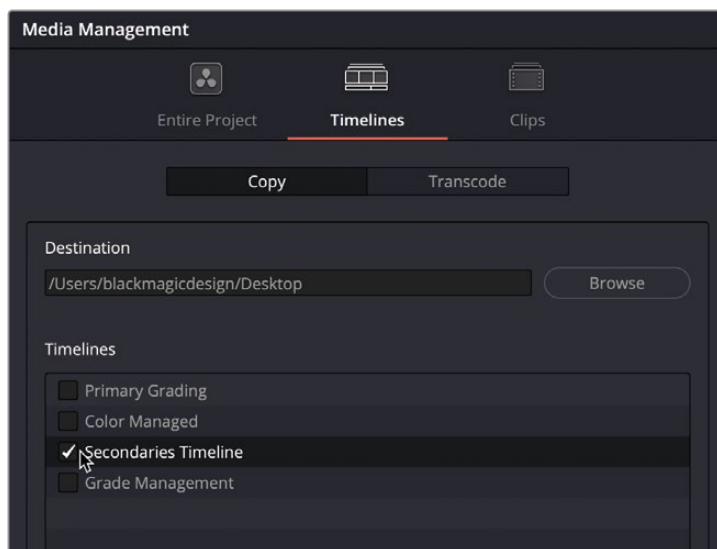 Media Management
Entire Project Timelines Clips
Copy Transcode
Destination
/Users/blackmagicdesign/Desktop Browse
Timelines
Primary Grading
Color Managed
Secondaries Timeline
Grade Management